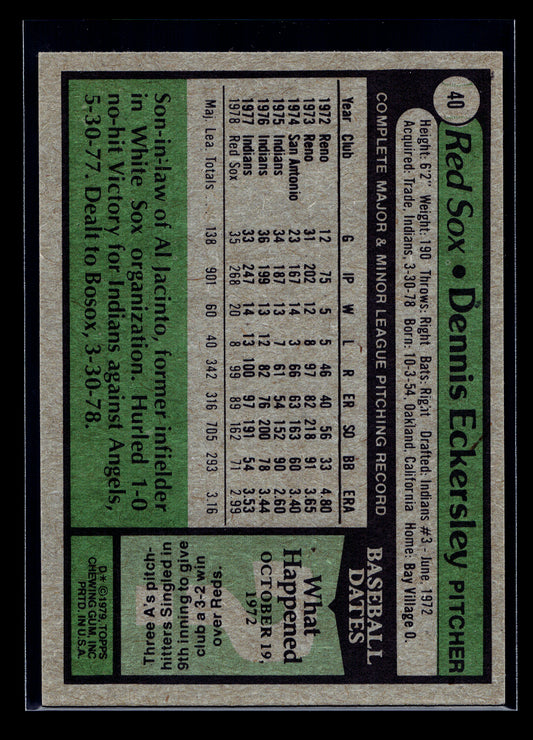 40
Red Sox • Dennis Eckersley PITCHER
Height: 6'2" Weight: 190 Throws: Right Bats: Right Drafted: Indians #3 - June, 1972
Acquired: Trade, Indians, 3-30-78 Born: 10-3-54, Oakland, California Home: Bay Village O.
COMPLETE MAJOR & MINOR LEAGUE PITCHING RECORD
Year Club G IP W L R ER SO BB ERA
1972 Reno 12 75 5 5 46 40 56 33 4.80
1973 Reno 31 202 12 8 97 82 218 91 3.65
1974 San Antonio 23 167 14 3 66 63 163 60 3.40
1975 Indians 34 187 13 7 61 54 152 90 2.60
1976 Indians 36 199 13 12 82 76 200 78 3.44
1977 Indians 33 247 14 13 100 97 191 54 3.53
1978 Red Sox 35 268 20 8 99 89 162 71 2.99
Maj. Lea. Totals ... 138 901 60 40 342 316 705 293 3.16
Son-in-law of Al Jacinto, former infielder
in White Sox organization. Hurled 1-0
no-hit Victory for Indians against Angels,
5-30-77. Dealt to Bosox, 3-30-78.
BASEBALL
DATES
What
Happened
OCTOBER 19,
1972
?
Three A's pitch-
hitters Singled in
9th inning to give
club a 3-2 win
over Reds.
D* ©1979, TOPPS
CHEWING GUM, INC
PRTD. IN U.S.A.